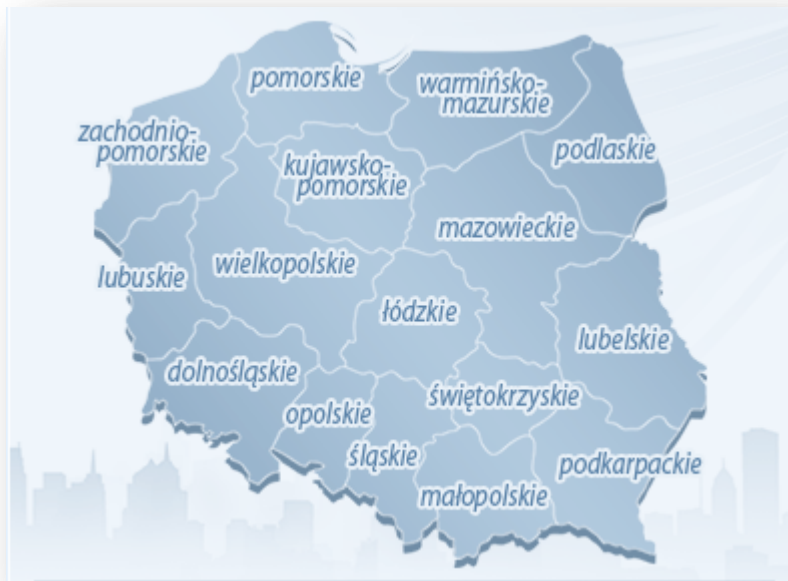 pomorskie
warmińsko-
mazurskie
zachodnio-
pomorskie
podlaskie
kujawsko-
pomorskie
mazowieckie
wielkopolskie
lubuskie
łódzkie
lubelskie
dolnośląskie
świętokrzyskie
opolskie
śląskie
podkarpackie
małopolskie